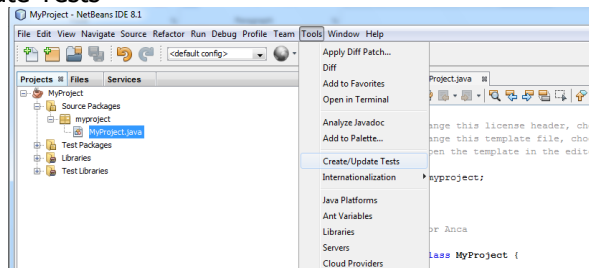 MyProject - NetBeans IDE 8.1
File Edit View Navigate Source Refactor Run Debug Profile Team Tools Window Help
<default config>
Projects Files Services
MyProject
Source Packages
myproject
MyProject.java
Test Packages
Libraries
Test Libraries
Apply Diff Patch...
Diff
Add to Favorites
Open in Terminal
Analyze Javadoc
Add to Palette...
Create/Update Tests
Internationalization
Java Platforms
Ant Variables
Libraries
Servers
Cloud Providers
Project.java
ange this license header, ch
ange this template file, choo
pen the template in the edit
myproject;
or Anca
lass MyProject {